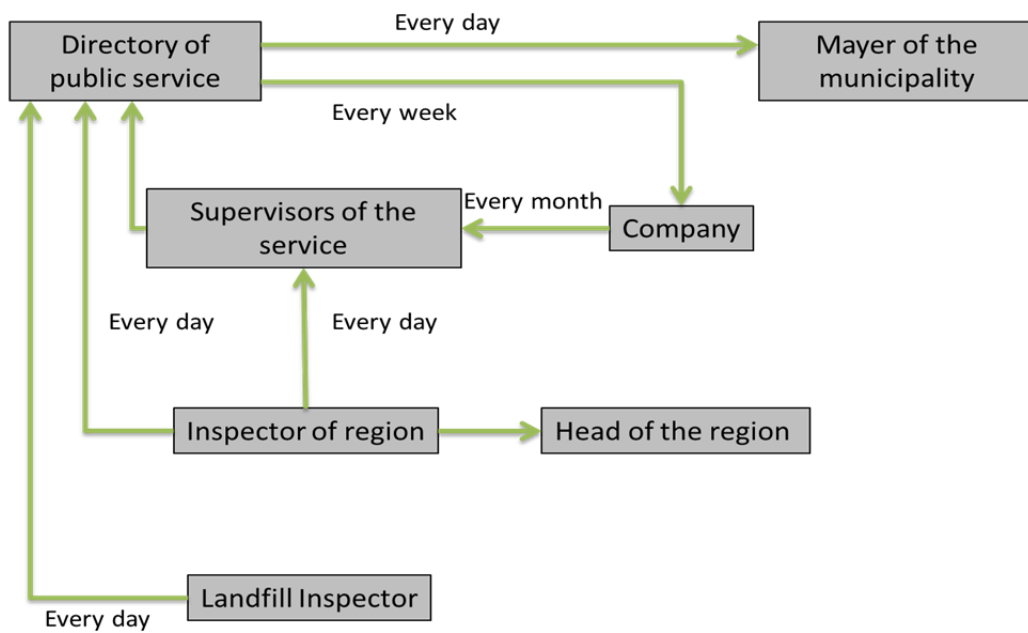 Every day
Directory of
public service
Mayer of the
municipality
Every week
Supervisors of the
service
Every month
Company
Every day
Every day
Inspector of region
Head of the region
Landfill Inspector
Every day